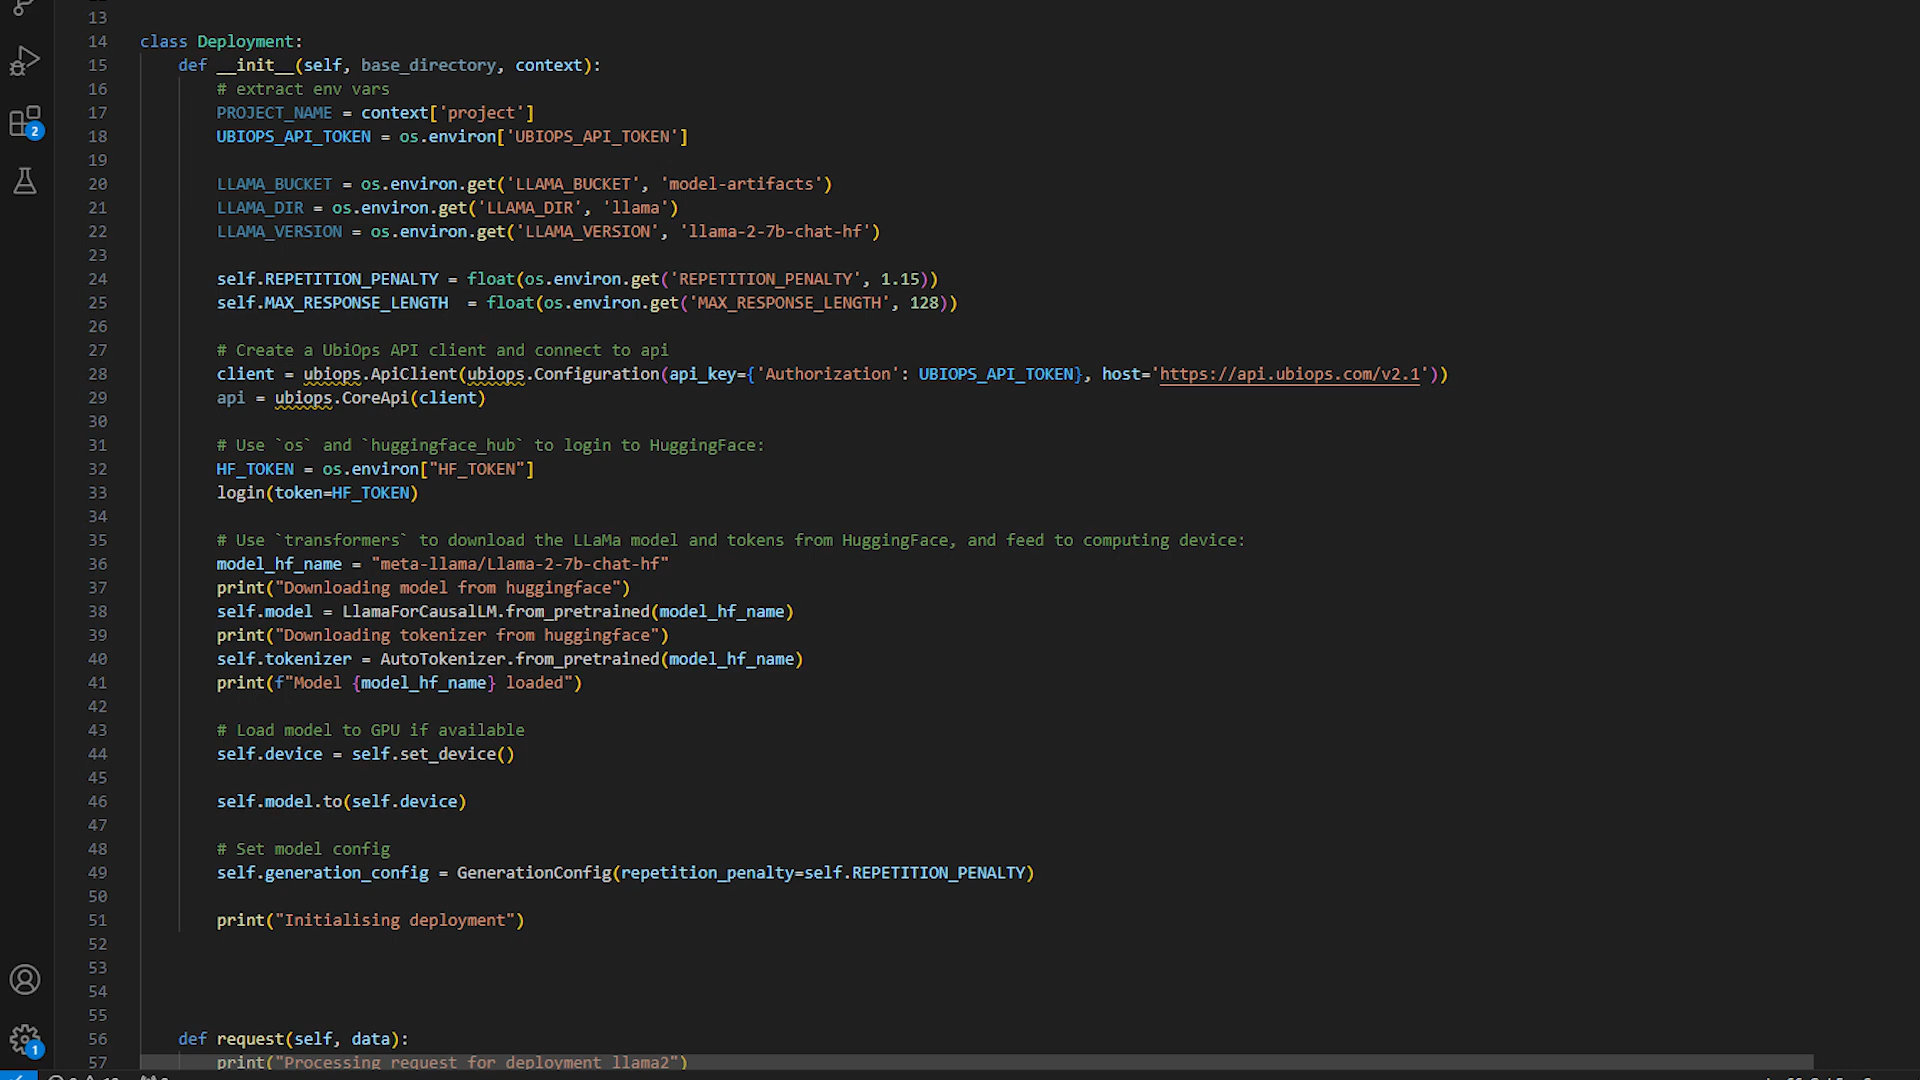 13
14 class Deployment:
15 def __init__(self, base_directory, context):
16 # extract env vars
17 PROJECT_NAME = context['project']
18 UBIOPS_API_TOKEN = os.environ['UBIOPS_API_TOKEN']
19
20 LLAMA_BUCKET = os.environ.get('LLAMA_BUCKET', 'model-artifacts')
21 LLAMA_DIR = os.environ.get('LLAMA_DIR', 'llama')
22 LLAMA_VERSION = os.environ.get('LLAMA_VERSION', 'llama-2-7b-chat-hf')
23
24 self.REPETITION_PENALTY = float(os.environ.get('REPETITION_PENALTY', 1.15))
25 self.MAX_RESPONSE_LENGTH  = float(os.environ.get('MAX_RESPONSE_LENGTH', 128))
26
27 # Create a UbiOps API client and connect to api
28 client = ubiops.ApiClient(ubiops.Configuration(api_key={'Authorization': UBIOPS_API_TOKEN}, host='https://api.ubiops.com/v2.1'))
29 api = ubiops.CoreApi(client)
30
31 # Use `os` and `huggingface_hub` to login to HuggingFace:
32 HF_TOKEN = os.environ["HF_TOKEN"]
33 login(token=HF_TOKEN)
34
35 # Use `transformers` to download the LLaMa model and tokens from HuggingFace, and feed to computing device:
36 model_hf_name = "meta-llama/Llama-2-7b-chat-hf"
37 print("Downloading model from huggingface")
38 self.model = LlamaForCausalLM.from_pretrained(model_hf_name)
39 print("Downloading tokenizer from huggingface")
40 self.tokenizer = AutoTokenizer.from_pretrained(model_hf_name)
41 print(f"Model {model_hf_name} loaded")
42
43 # Load model to GPU if available
44 self.device = self.set_device()
45
46 self.model.to(self.device)
47
48 # Set model config
49 self.generation_config = GenerationConfig(repetition_penalty=self.REPETITION_PENALTY)
50
51 print("Initialising deployment")
52
53
54
55
56 def request(self, data):
57 print("Processing request for deployment llama2")
2
1